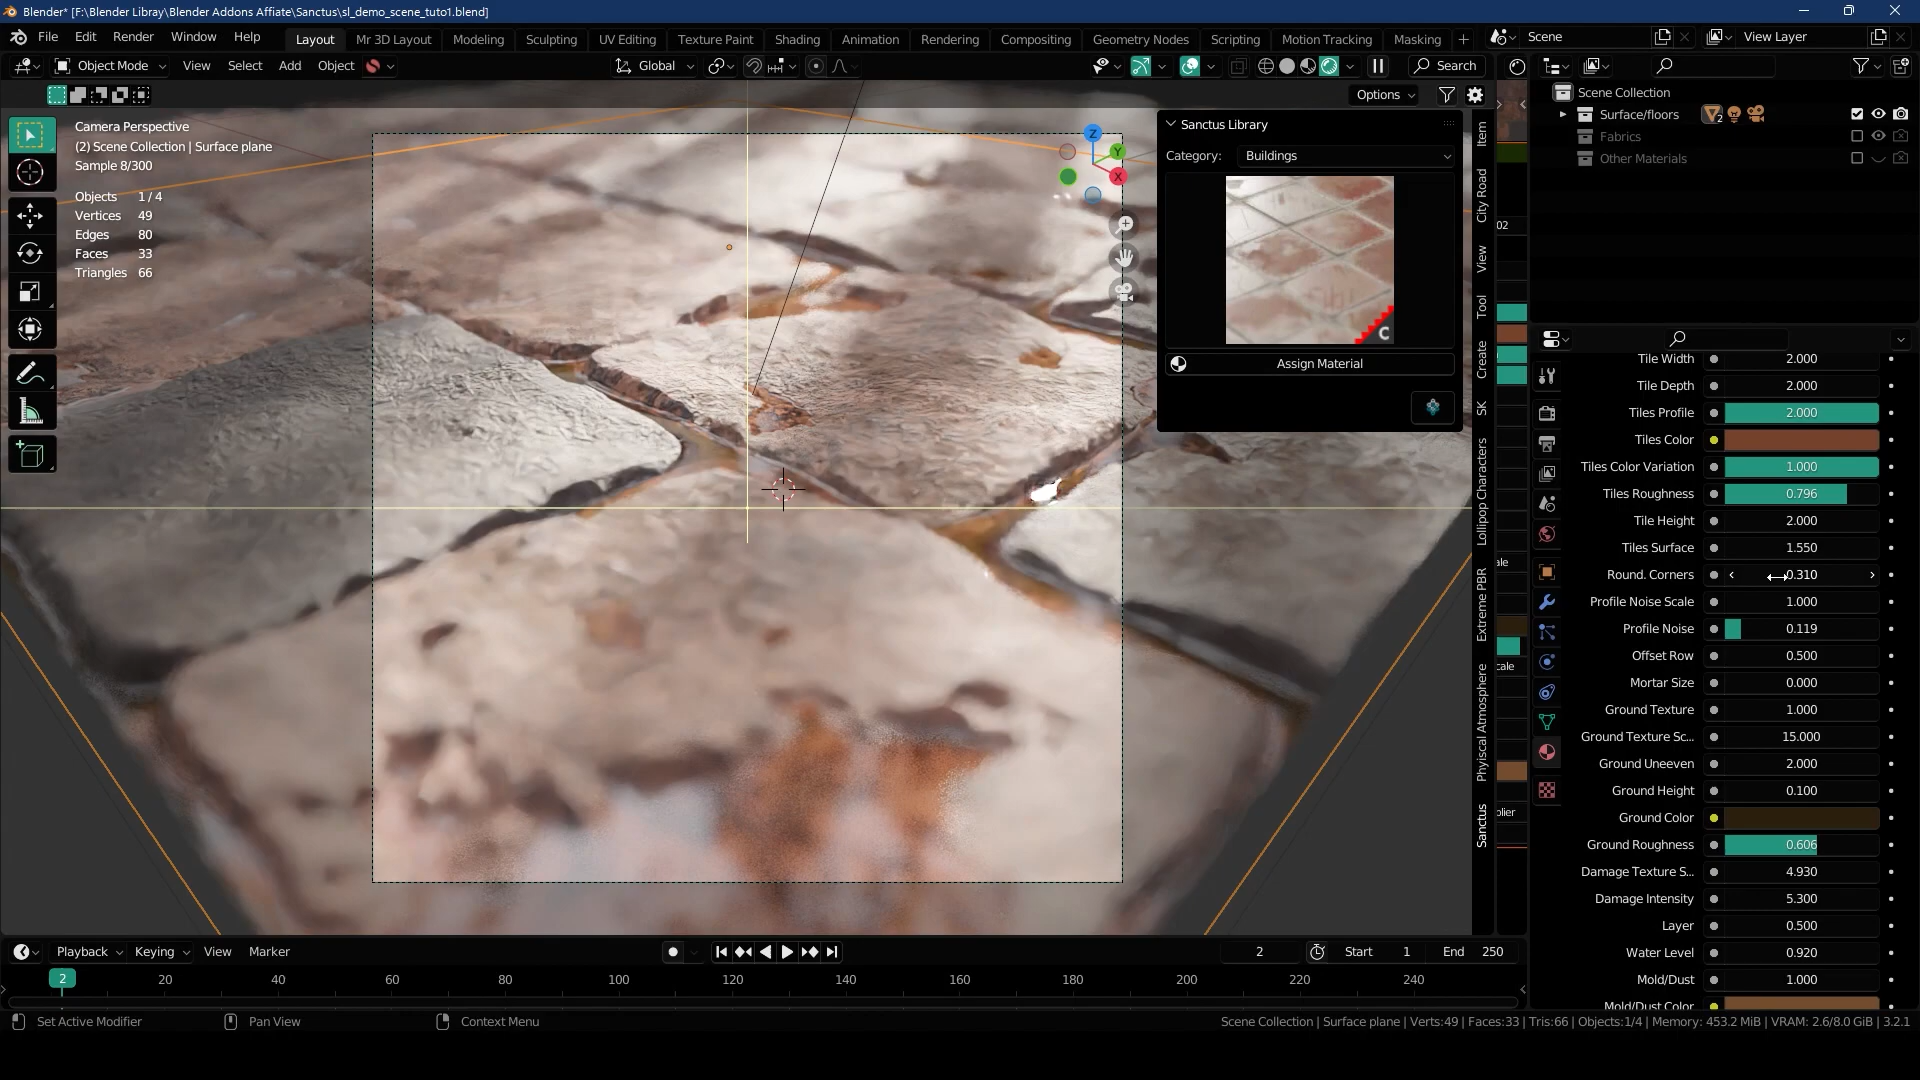 Blender* [F:\Blender Libray\Blender Addons Affiate\Sanctus\sl_demo_scene_tuto1.blend]
File Edit Render Window Help Layout Mr 3D Layout Modeling Sculpting UV Editing Texture Paint Shading Animation Rendering Compositing Geometry Nodes Scripting Motion Tracking Masking Scene View Layer
Object Mode View Select Add Object Global Search
Options
Camera Perspective
(2) Scene Collection | Surface plane
Sample 8/300
Objects 1/4
Vertices 49
Edges 80
Faces 33
Triangles 66
Z
Y
X
Sanctus Library
Category: Buildings
C
Assign Material
Item
City Road
View
Tool
Create
SK
Lollipop Characters
Extreme PBR
Phyiscal Atmosphere
Sanctus
02
ale
cale
plier
Scene Collection
Surface/floors 2
Fabrics
Other Materials
Tile Width 2.000
Tile Depth 2.000
Tiles Profile 2.000
Tiles Color
Tiles Color Variation 1.000
Tiles Roughness 0.796
Tile Height 2.000
Tiles Surface 1.550
Round. Corners 0.310
Profile Noise Scale 1.000
Profile Noise 0.119
Offset Row 0.500
Mortar Size 0.000
Ground Texture 1.000
Ground Texture Sc... 15.000
Ground Uneven 2.000
Ground Height 0.100
Ground Color
Ground Roughness 0.606
Damage Texture S... 4.930
Damage Intensity 5.300
Layer 0.500
Water Level 0.920
Mold/Dust 1.000
Mold/Dust Color
Playback Keying View Marker 2 Start 1 End 250
2 20 40 60 80 100 120 140 160 180 200 220 240
Set Active Modifier Pan View Context Menu Scene Collection | Surface plane | Verts:49 | Faces:33 | Tris:66 | Objects:1/4 | Memory: 453.2 MiB | VRAM: 2.6/8.0 GiB | 3.2.1